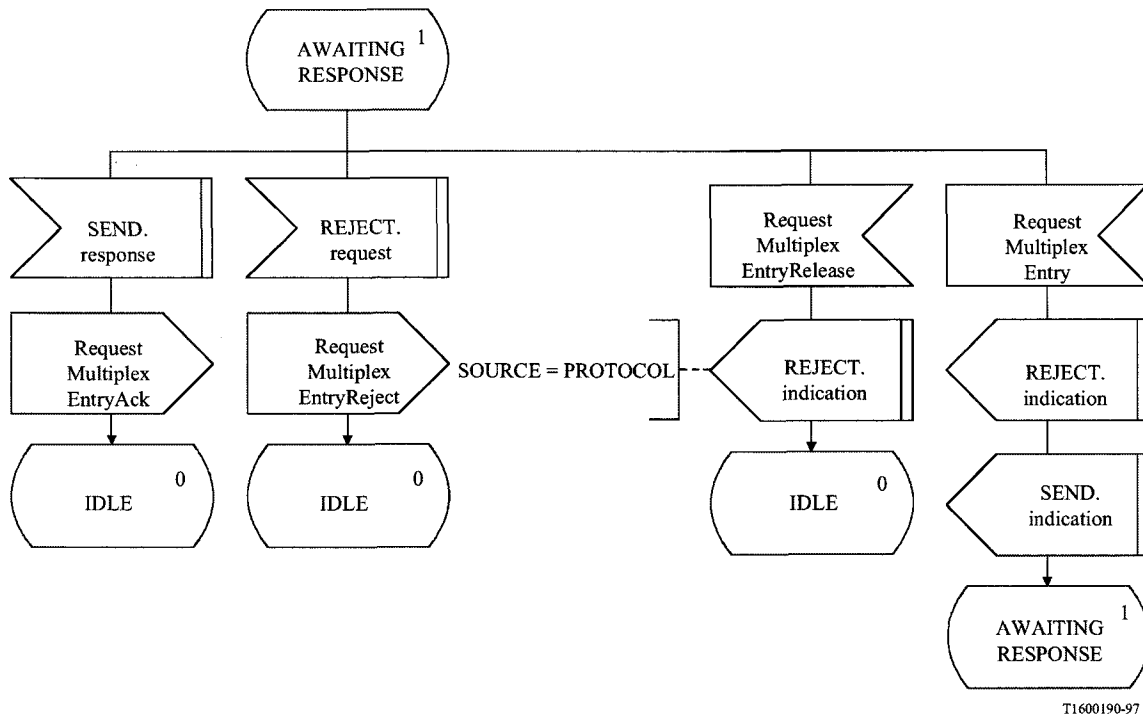 AWAITING 1
RESPONSE
SEND.
response
REJECT.
request
Request
Multiplex
EntryRelease
Request
Multiplex
Entry
Request
Multiplex
EntryAck
Request
Multiplex
EntryReject
SOURCE = PROTOCOL
REJECT.
indication
REJECT.
indication
0
IDLE
0
IDLE
0
IDLE
SEND.
indication
AWAITING 1
RESPONSE
T1600190-97